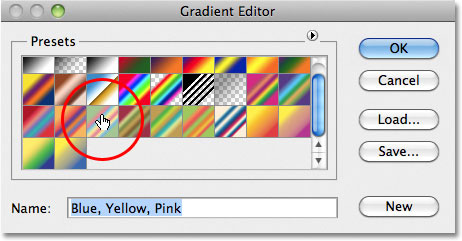 Gradient Editor
Presets
OK
Cancel
Load...
Save...
Name: Blue, Yellow, Pink
New